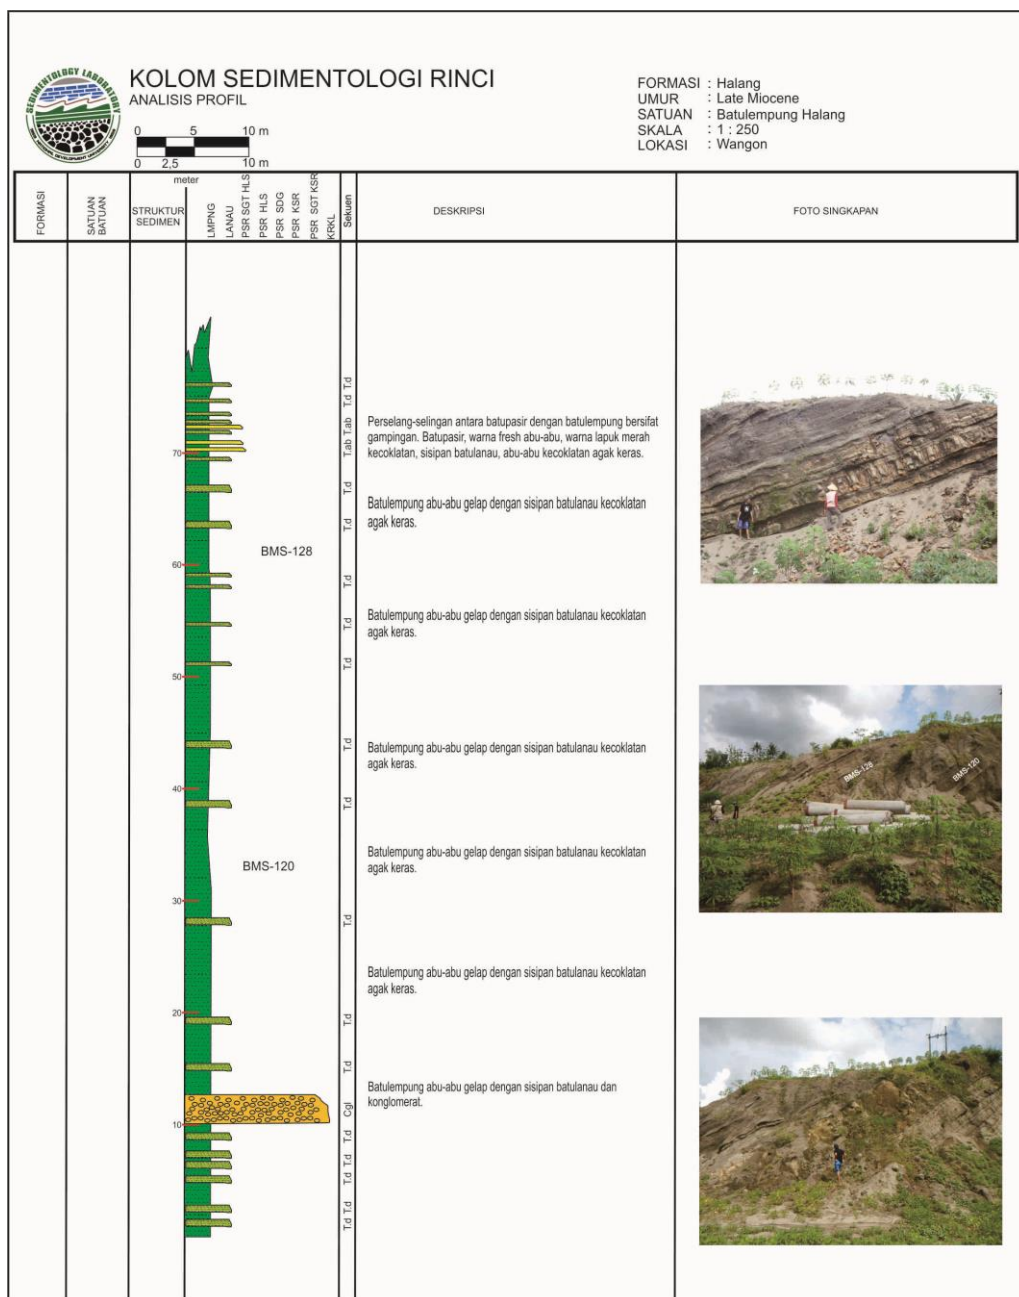 SEDIMENTOLOGY LABORATORY
KOLOM SEDIMENTOLOGI RINCI
ANALISIS PROFIL
0 5 10 m
0 2,5 10 m
FORMASI : Halang
UMUR : Late Miocene
SATUAN : Batulempung Halang
SKALA : 1 : 250
LOKASI : Wangon
FORMASI
SATUAN
BATUAN
STRUKTUR
SEDIMEN
meter
LMPNG
LANAU
PSR SGT HLS
PSR HLS
PSR SDG
PSR KSR
PSR SGT KSR
KRKL
Sekuen
DESKRIPSI
FOTO SINGKAPAN
T.d
T.d
T.ab
T.ab
Perselang-selingan antara batupasir dengan batulempung bersifat
gampingan. Batupasir, warna fresh abu-abu, warna lapuk merah
kecoklatan, sisipan batulanau, abu-abu kecoklatan agak keras.
70
T.d
Batulempung abu-abu gelap dengan sisipan batulanau kecoklatan
agak keras.
T.d
BMS-128
60
T.d
Batulempung abu-abu gelap dengan sisipan batulanau kecoklatan
agak keras.
T.d
T.d
50
T.d
Batulempung abu-abu gelap dengan sisipan batulanau kecoklatan
agak keras.
BMS-128
BMS-120
40
T.d
BMS-120
Batulempung abu-abu gelap dengan sisipan batulanau kecoklatan
agak keras.
30
T.d
Batulempung abu-abu gelap dengan sisipan batulanau kecoklatan
agak keras.
20
T.d
T.d
Batulempung abu-abu gelap dengan sisipan batulanau dan
konglomerat.
Cgl
10
T.d
T.d
T.d
T.d
T.d